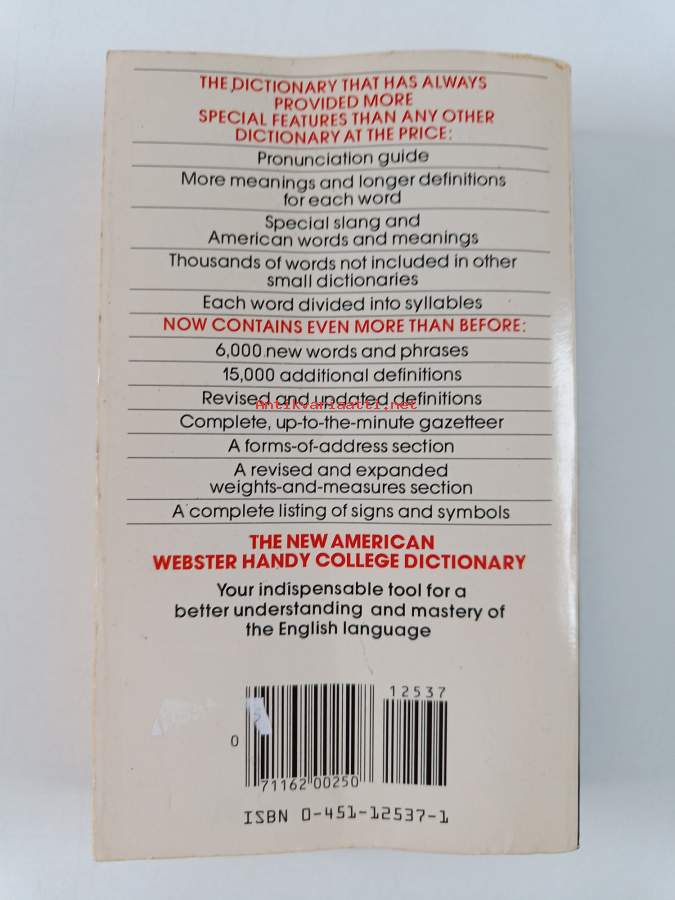 THE DICTIONARY THAT HAS ALWAYS
PROVIDED MORE
SPECIAL FEATURES THAN ANY OTHER
DICTIONARY AT THE PRICE:
Pronunciation guide
More meanings and longer definitions
for each word
Special slang and
American words and meanings
Thousands of words not included in other
small dictionaries
Each word divided into syllables
NOW CONTAINS EVEN MORE THAN BEFORE:
6,000 new words and phrases
15,000 additional definitions
Revised and updated definitions
Antikvariaatti.net
Complete, up-to-the-minute gazetteer
A forms-of-address section
A revised and expanded
weights-and-measures section
A complete listing of signs and symbols
THE NEW AMERICAN
WEBSTER HANDY COLLEGE DICTIONARY
Your indispensable tool for a
better understanding and mastery of
the English language
12537
0
71162 00250
ISBN 0-451-12537-1